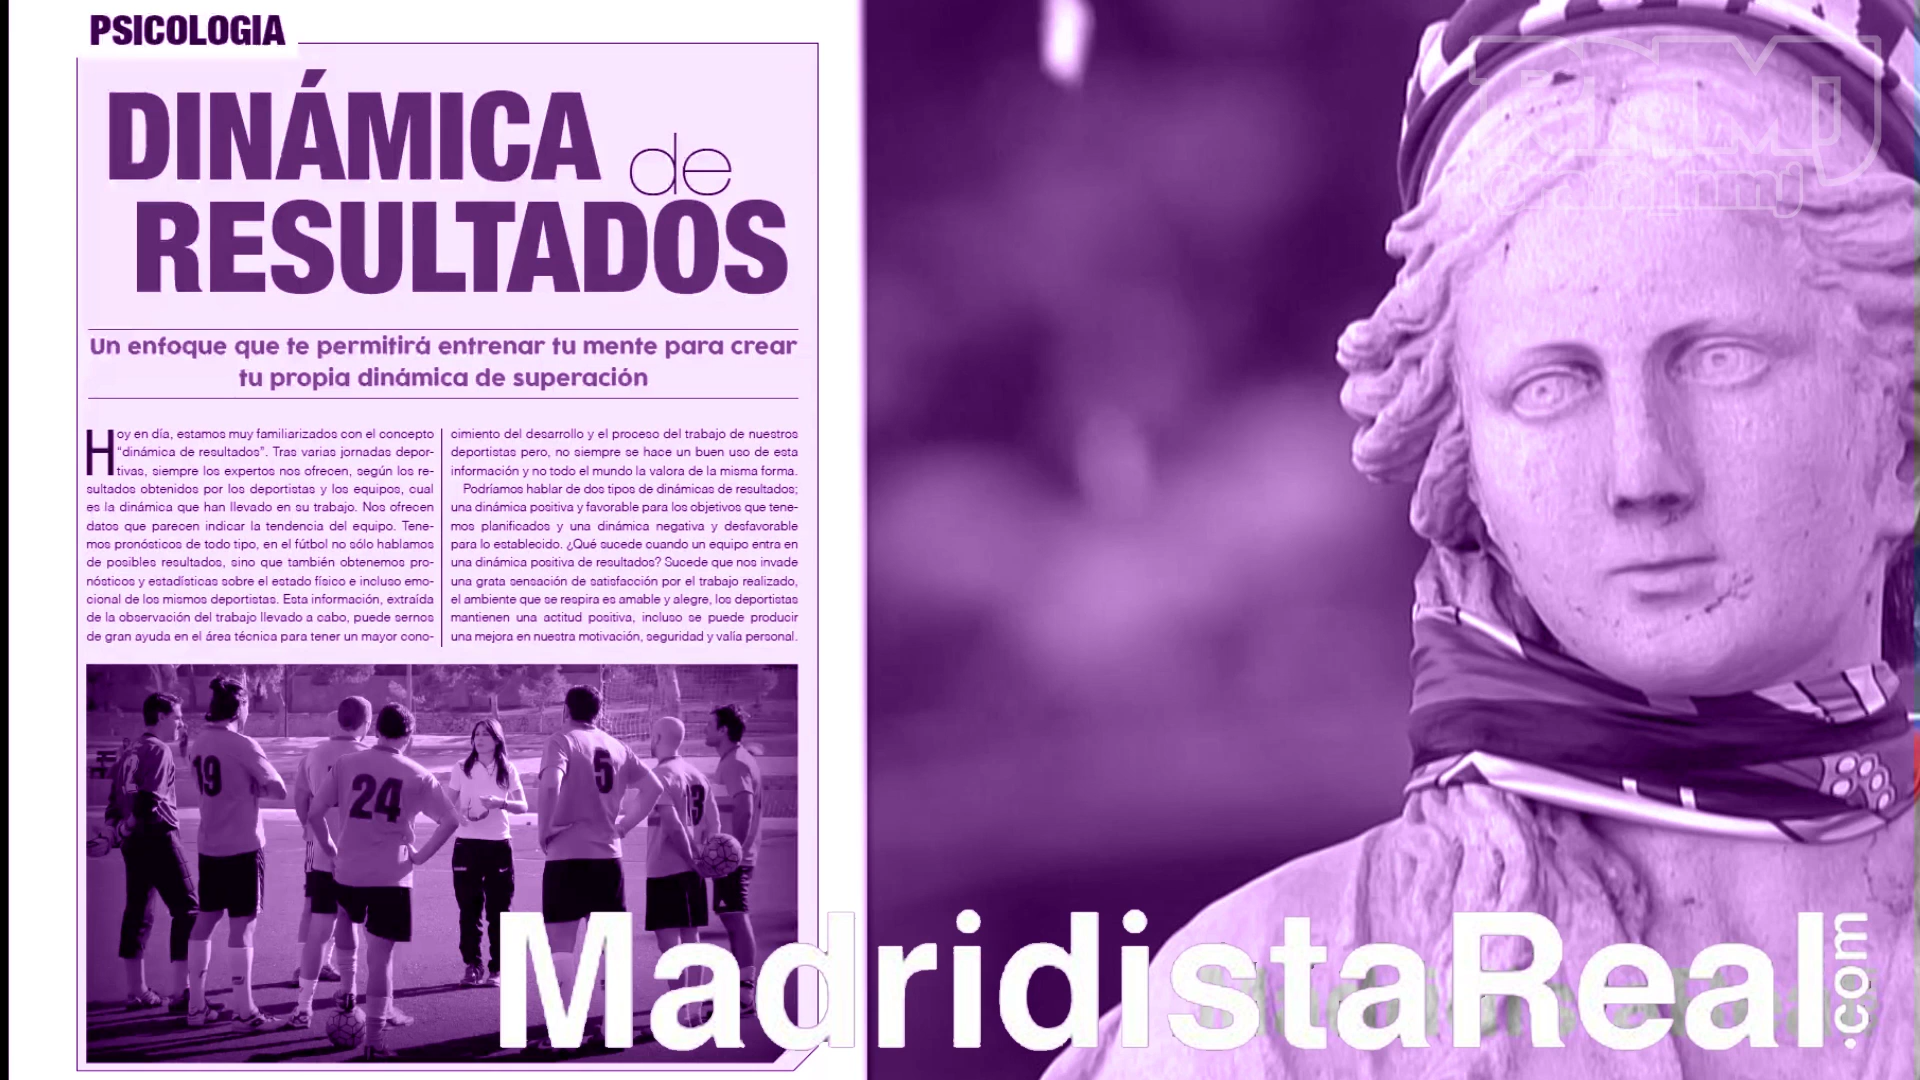 PSICOLOGIA
DINÁMICA de
RESULTADOS
Un enfoque que te permitirá entrenar tu mente para crear
tu propia dinámica de superación
Hoy en día, estamos muy familiarizados con el concepto
"dinámica de resultados". Tras varias jornadas depor-
tivas, siempre los expertos nos ofrecen, según los re-
sultados obtenidos por los deportistas y los equipos, cual
es la dinámica que han llevado en su trabajo. Nos ofrecen
datos que parecen indicar la tendencia del equipo. Tene-
mos pronósticos de todo tipo, en el fútbol no sólo hablamos
de posibles resultados, sino que también obtenemos pro-
nósticos y estadísticas sobre el estado físico e incluso emo-
cional de los mismos deportistas. Esta información, extraída
de la observación del trabajo llevado a cabo, puede sernos
de gran ayuda en el área técnica para tener un mayor cono-
cimiento del desarrollo y el proceso del trabajo de nuestros
deportistas pero, no siempre se hace un buen uso de esta
información y no todo el mundo la valora de la misma forma.
Podríamos hablar de dos tipos de dinámicas de resultados;
una dinámica positiva y favorable para los objetivos que tene-
mos planificados y una dinámica negativa y desfavorable
para lo establecido. ¿Qué sucede cuando un equipo entra en
una dinámica positiva de resultados? Sucede que nos invade
una grata sensación de satisfacción por el trabajo realizado,
el ambiente que se respira es amable y alegre, los deportistas
mantienen una actitud positiva, incluso se puede producir
una mejora en nuestra motivación, seguridad y valía personal.
19
24
5
MadridistaReal.com